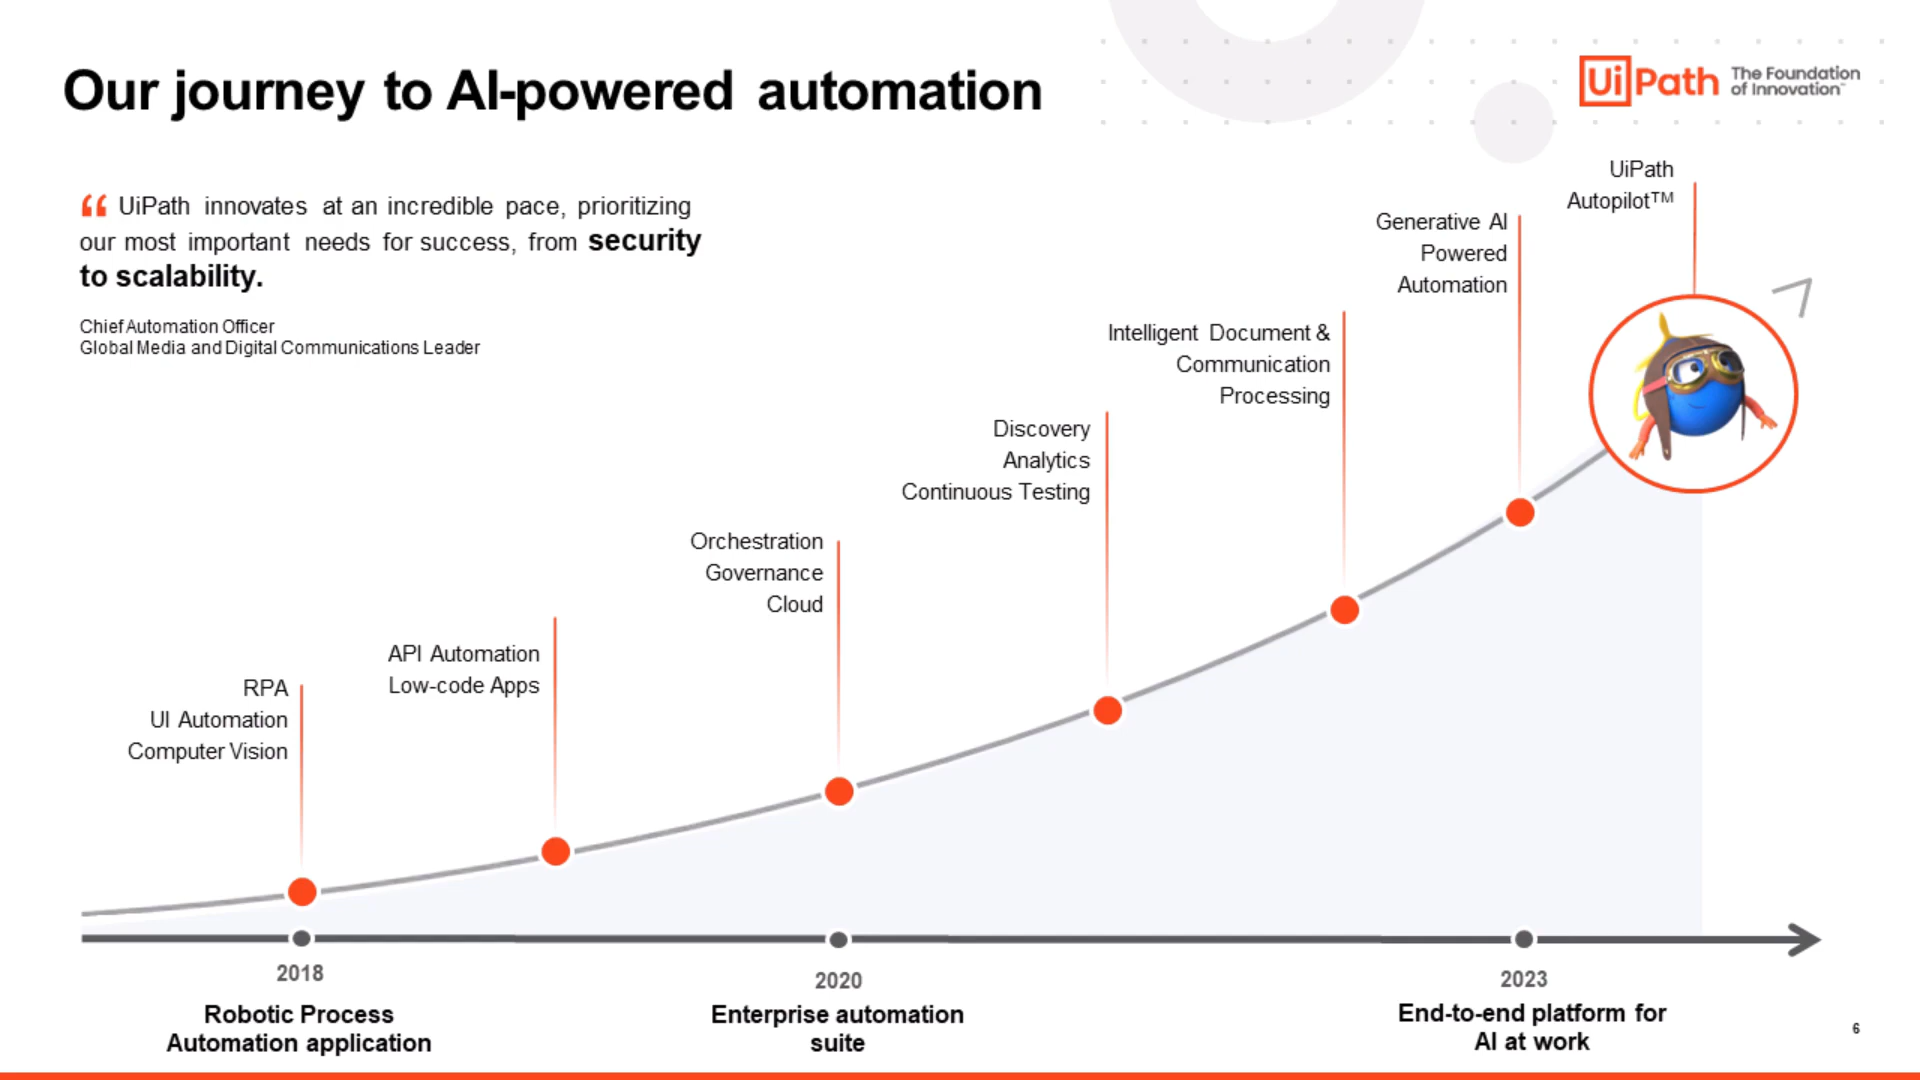 Our journey to AI-powered automation
UiPath The Foundation
of Innovation™
“ UiPath innovates at an incredible pace, prioritizing
our most important needs for success, from security
to scalability.
Chief Automation Officer
Global Media and Digital Communications Leader
RPA
UI Automation
Computer Vision
API Automation
Low-code Apps
Orchestration
Governance
Cloud
Discovery
Analytics
Continuous Testing
Intelligent Document &
Communication
Processing
Generative AI
Powered
Automation
UiPath
Autopilot™
2018
Robotic Process
Automation application
2020
Enterprise automation
suite
2023
End-to-end platform for
AI at work
6